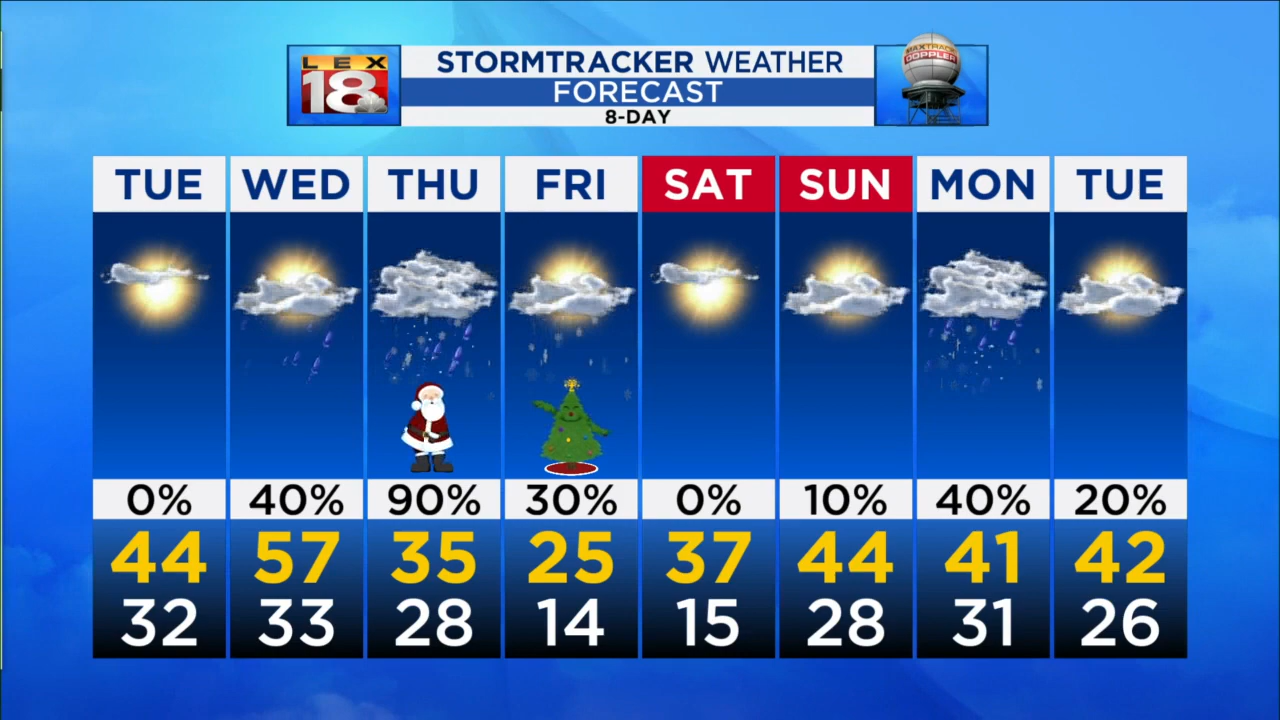 LEX
18
STORMTRACKER WEATHER
FORECAST
8-DAY
MAXTRACK
DOPPLER
TUE WED THU FRI SAT SUN MON TUE
0% 40% 90% 30% 0% 10% 40% 20%
44 57 35 25 37 44 41 42
32 33 28 14 15 28 31 26